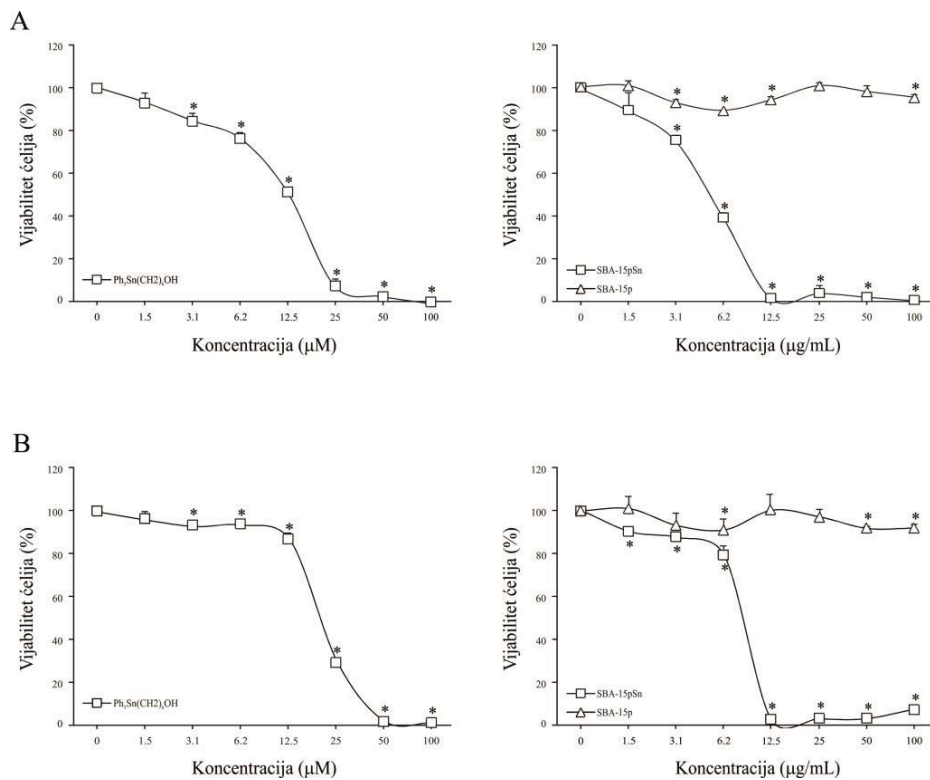 A
120
100
80
60
40
20
0
Vijabilitet ćelija (%)
* * * * * *
Ph₃Sn(CH2)₆OH
0 1.5 3.1 6.2 12.5 25 50 100
Koncentracija (μM)
120
100
80
60
40
20
0
Vijabilitet ćelija (%)
* * * *
* * * * * *
SBA-15pSn
SBA-15p
0 1.5 3.1 6.2 12.5 25 50 100
Koncentracija (μg/mL)
B
120
100
80
60
40
20
0
Vijabilitet ćelija (%)
* * * * * *
Ph₃Sn(CH2)₆OH
0 1.5 3.1 6.2 12.5 25 50 100
Koncentracija (μM)
120
100
80
60
40
20
0
Vijabilitet ćelija (%)
* * *
* * * * * * *
SBA-15pSn
SBA-15p
0 1.5 3.1 6.2 12.5 25 50 100
Koncentracija (μg/mL)